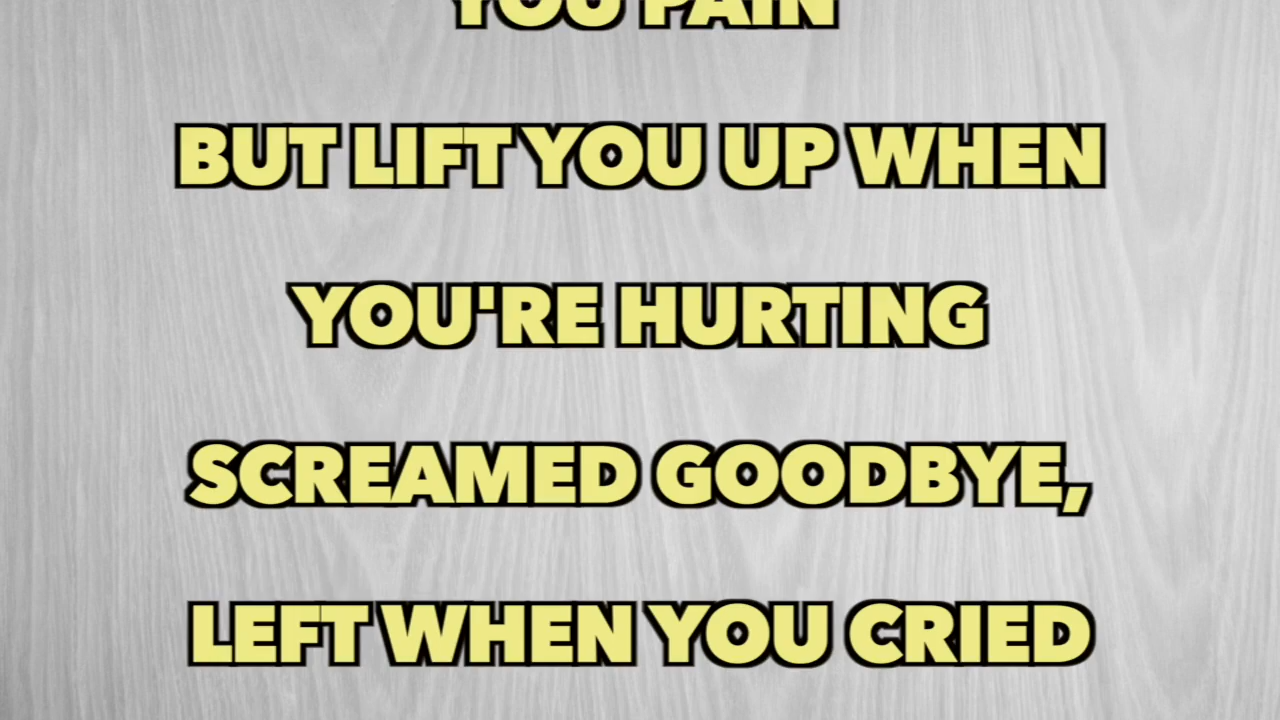 YOU PAIN
BUT LIFT YOU UP WHEN
YOU'RE HURTING
SCREAMED GOODBYE,
LEFT WHEN YOU CRIED